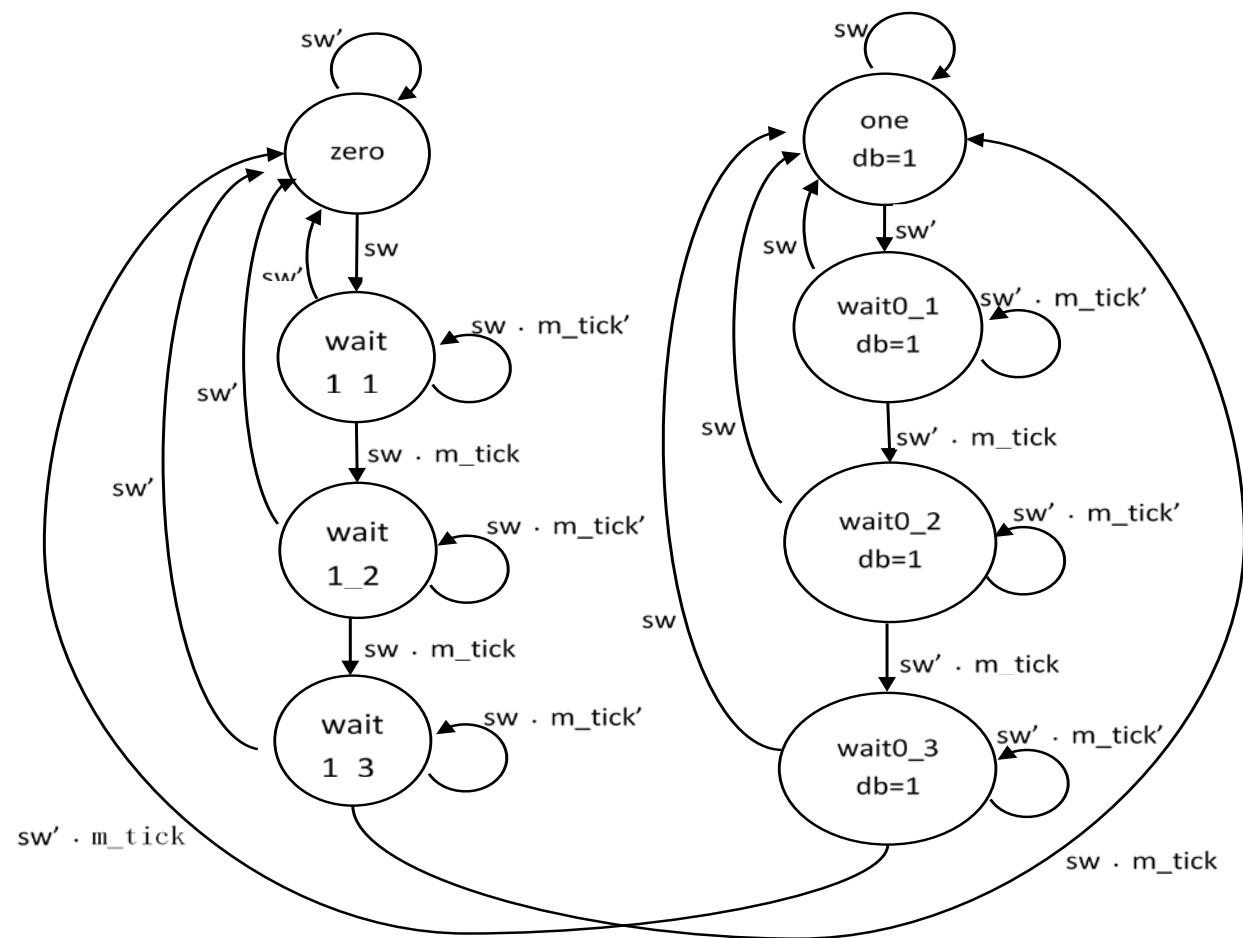 sw’
zero
sw
sw’
wait
1 1
sw · m_tick’
sw’
sw · m_tick
sw’
wait
1_2
sw · m_tick’
sw · m_tick
wait
1 3
sw · m_tick’
sw’ · m_tick
sw
one
db=1
sw’
sw
wait0_1
db=1
sw’ · m_tick’
sw
sw’ · m_tick
wait0_2
db=1
sw’ · m_tick’
sw
sw’ · m_tick
wait0_3
db=1
sw’ · m_tick’
sw · m_tick